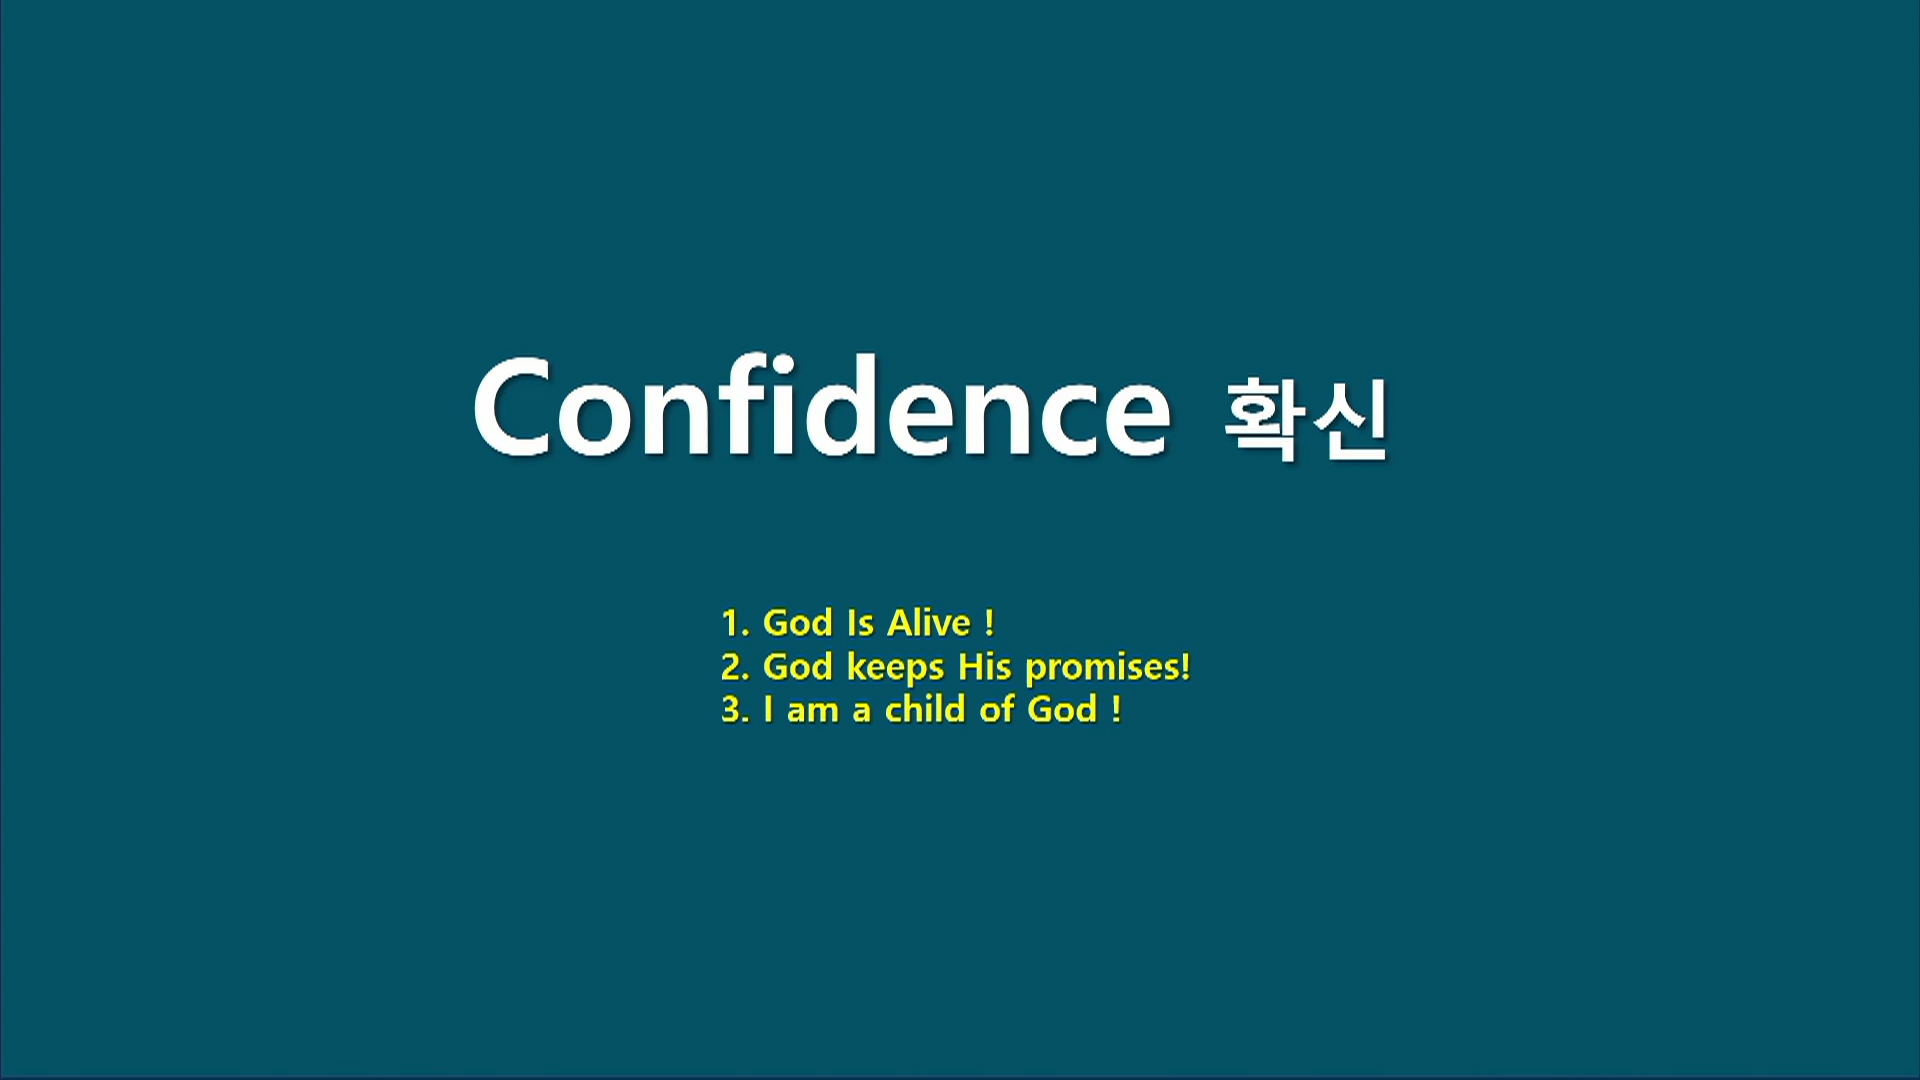 Confidence 확신
1. God Is Alive !
2. God keeps His promises!
3. I am a child of God !